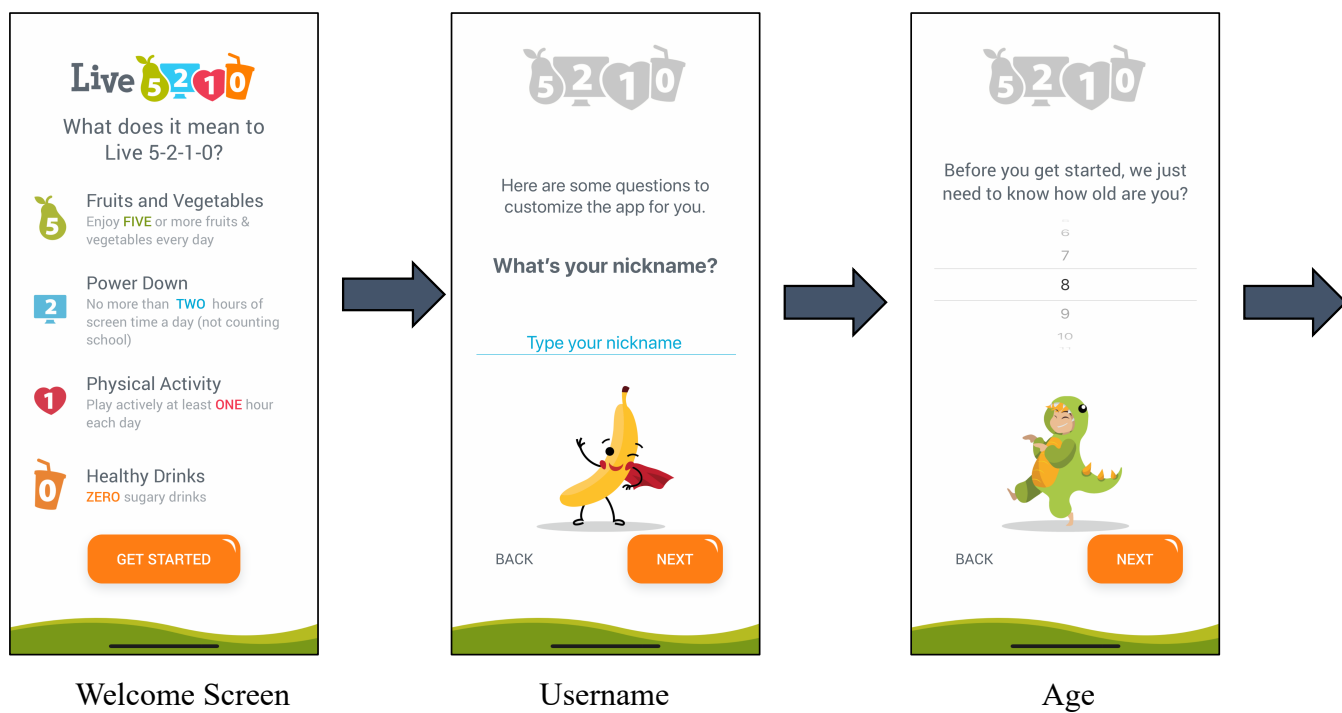 Live 5 2 1 0
What does it mean to
Live 5-2-1-0?
5
Fruits and Vegetables
Enjoy FIVE or more fruits &
vegetables every day
2
Power Down
No more than TWO hours of
screen time a day (not counting
school)
1
Physical Activity
Play actively at least ONE hour
each day
0
Healthy Drinks
ZERO sugary drinks
GET STARTED
Welcome Screen
5 2 1 0
Here are some questions to
customize the app for you.
What's your nickname?
Type your nickname
BACK
NEXT
Username
5 2 1 0
Before you get started, we just
need to know how old are you?
6
7
8
9
10
BACK
NEXT
Age